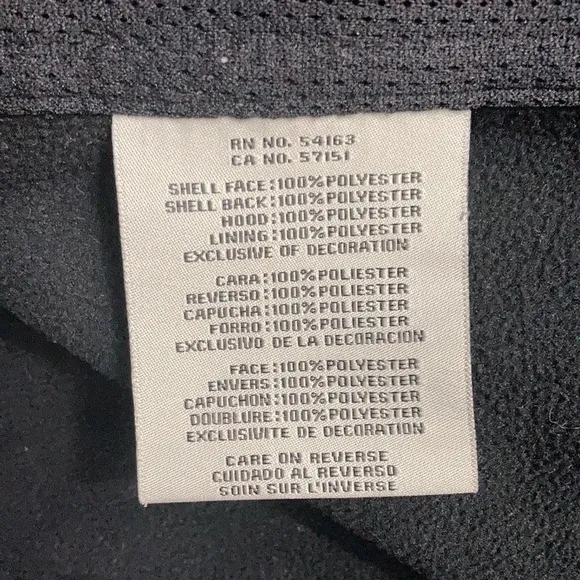 RN NO. 54163
CA NO. 57151
SHELL FACE:100%POLYESTER
SHELL BACK:100%POLYESTER
HOOD:100%POLYESTER
LINING:100%POLYESTER
EXCLUSIVE OF DECORATION
CARA:100%POLIESTER
REVERSO:100%POLIESTER
CAPUCHA:100%POLIESTER
FORRO:100%POLIESTER
EXCLUSIVO DE LA DECORACION
FACE:100%POLYESTER
ENVERS:100%POLYESTER
CAPUCHON:100%POLYESTER
DOUBLURE:100%POLYESTER
EXCLUSIVITE DE DECORATION
CARE ON REVERSE
CUIDADO AL REVERSO
SOIN SUR L'INVERSE